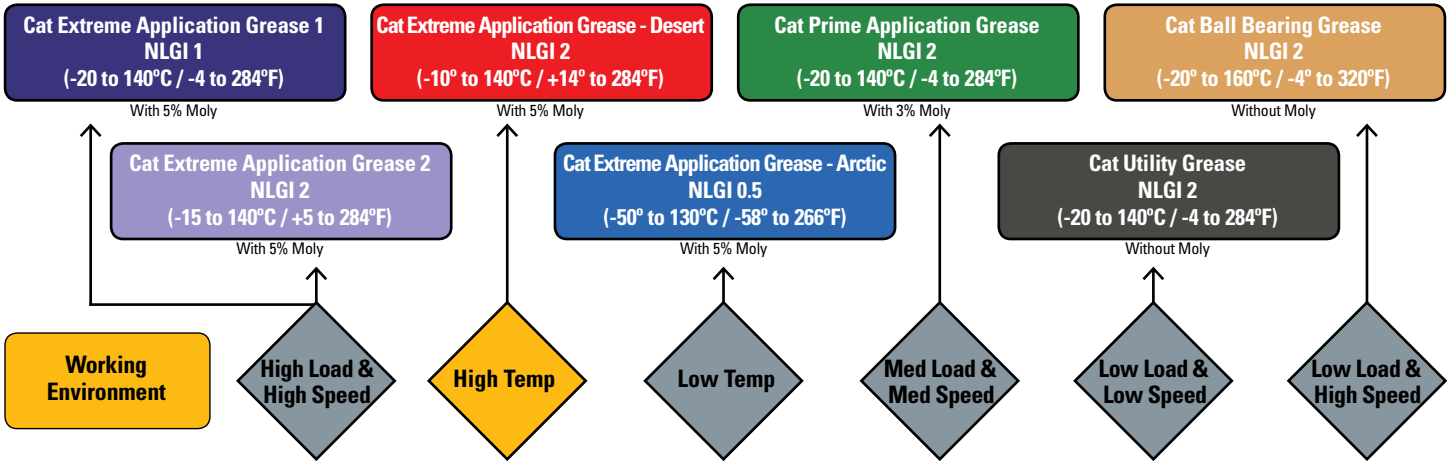 Cat Extreme Application Grease 1
NLGI 1
(-20 to 140ºC / -4 to 284ºF)
With 5% Moly
Cat Extreme Application Grease - Desert
NLGI 2
(-10º to 140ºC / +14º to 284ºF)
With 5% Moly
Cat Prime Application Grease
NLGI 2
(-20 to 140ºC / -4 to 284ºF)
With 3% Moly
Cat Ball Bearing Grease
NLGI 2
(-20º to 160ºC / -4º to 320ºF)
Without Moly
Cat Extreme Application Grease 2
NLGI 2
(-15 to 140ºC / +5 to 284ºF)
With 5% Moly
Cat Extreme Application Grease - Arctic
NLGI 0.5
(-50º to 130ºC / -58º to 266ºF)
With 5% Moly
Cat Utility Grease
NLGI 2
(-20 to 140ºC / -4 to 284ºF)
Without Moly
Working
Environment
High Load &
High Speed
High Temp
Low Temp
Med Load &
Med Speed
Low Load &
Low Speed
Low Load &
High Speed